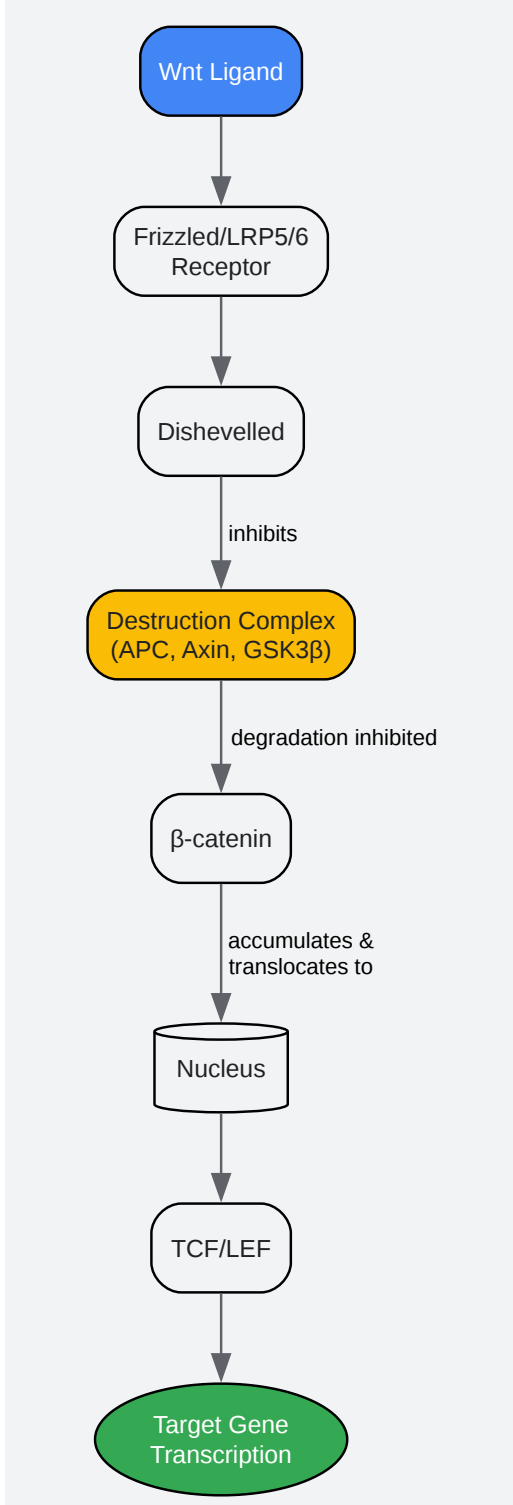 Wnt Ligand
Frizzled/LRP5/6
Receptor
Dishevelled
inhibits
Destruction Complex
(APC, Axin, GSK3β)
degradation inhibited
β-catenin
accumulates &
translocates to
Nucleus
TCF/LEF
Target Gene
Transcription